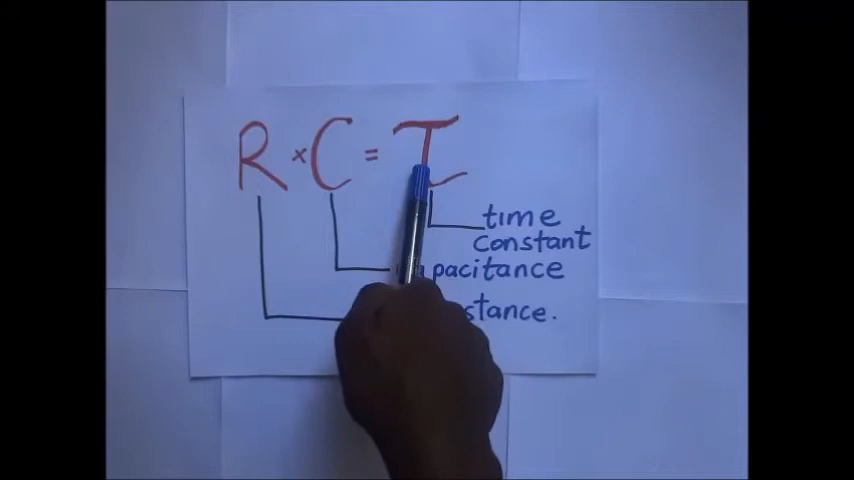 R × C = τ
time
Constant
pacitance
stance.